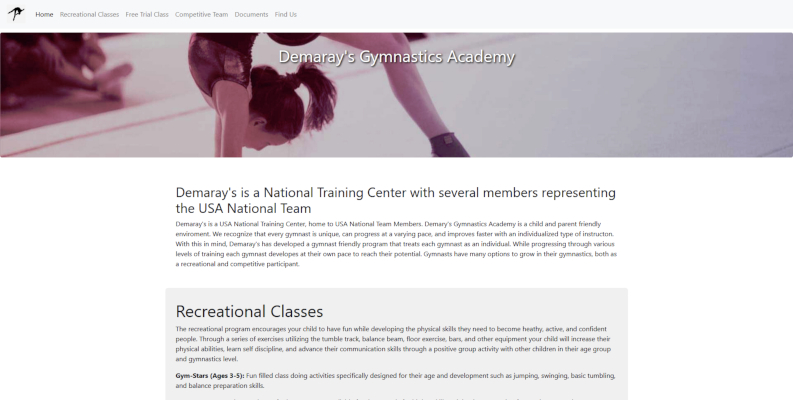 Home Recreational Classes Free Trial Class Competitive Team Documents Find Us
Demaray's Gymnastics Academy
Demaray's is a National Training Center with several members representing
the USA National Team
Demaray's is a USA National Training Center, home to USA National Team Members. Demary's Gymnastics Academy is a child and parent friendly
enviroment. We recognize that every gymnast is unique, can progress at a varying pace, and improves faster with an individualized type of instructon.
With this in mind, Demaray's has developed a gymnast friendly program that treats each gymnast as an individual. While progressing through various
levels of training each gymnast developes at their own pace to reach their potential. Gymnasts have many options to grow in their gymnastics, both as
a recreational and competitive participant.
Recreational Classes
The recreational program encourages your child to have fun while developing the physical skills they need to become heathy, active, and confident
people. Through a series of exercises utilizing the tumble track, balance beam, floor exercise, bars, and other equipment your child will increase their
physical abilities, learn self discipline, and advance their communication skills through a positive group activity with other children in their age group
and gymnastics level.
Gym-Stars (Ages 3-5): Fun filled class doing activities specifically designed for their age and development such as jumping, swinging, basic tumbling,
and balance preparation skills.